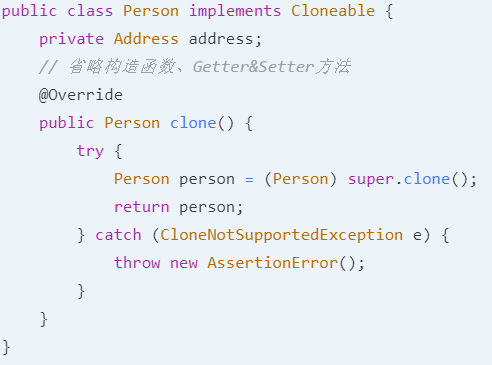 public class Person implements Cloneable {
    private Address address;
    // 省略构造函数、Getter&Setter方法
    @Override
    public Person clone() {
        try {
            Person person = (Person) super.clone();
            return person;
        } catch (CloneNotSupportedException e) {
            throw new AssertionError();
        }
    }
}